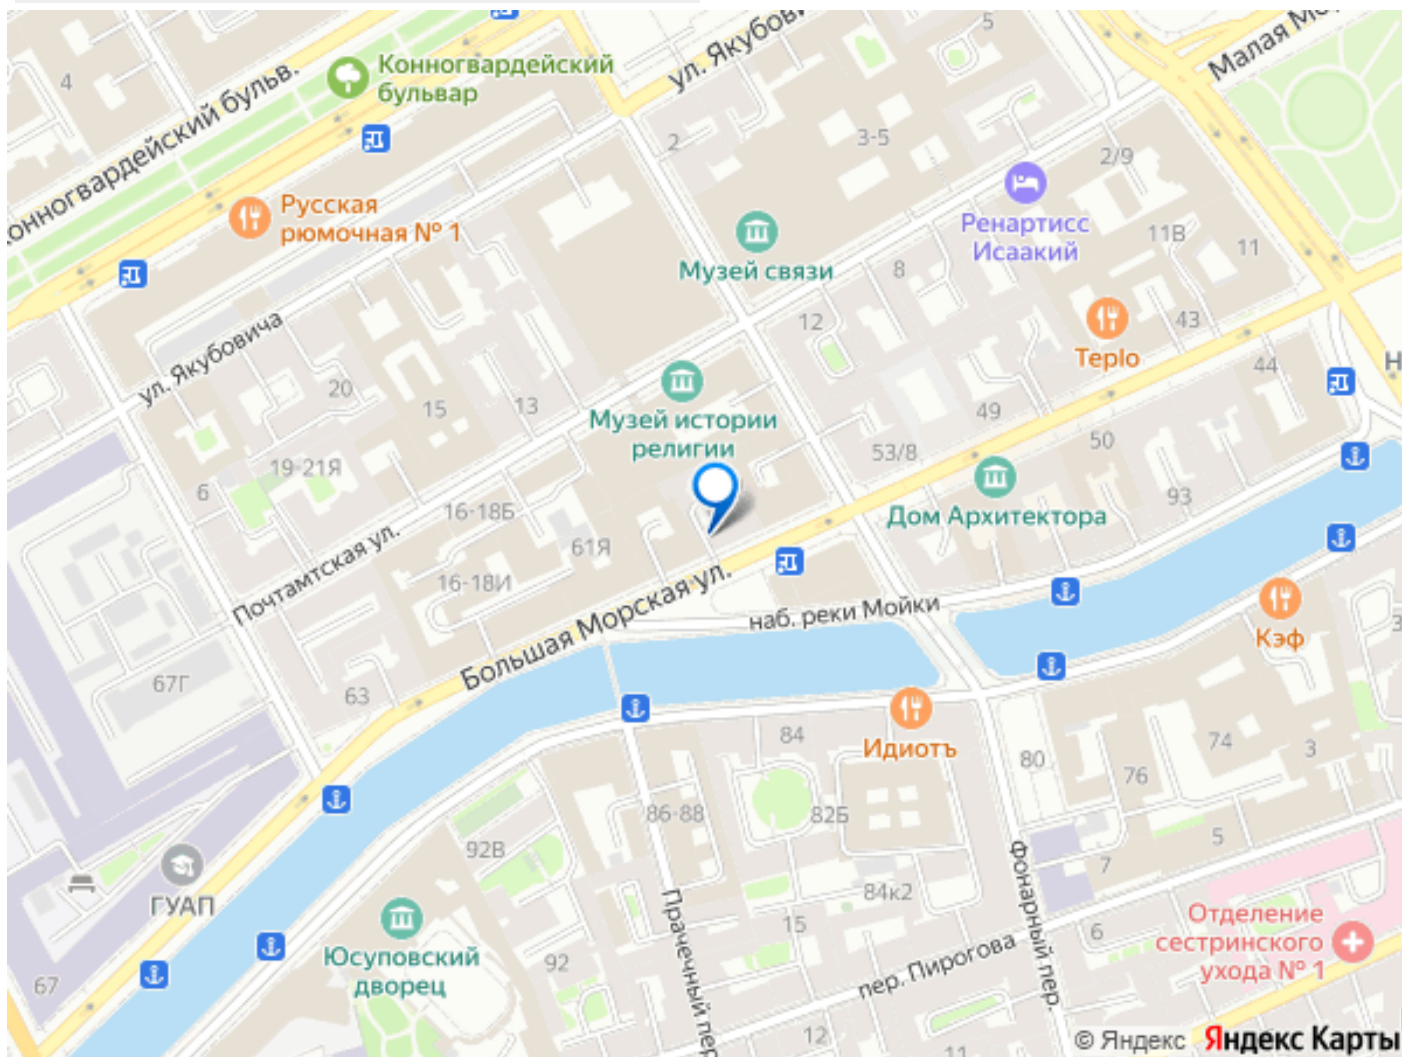 5
Малая Мо
ул. Якубови
Конногвардейский
бульвар
4
Конногвардейский бульв.
3-5
2
2/9
Русская
рюмочная № 1
Ренартисс
Исаакий
11В
11
Музей связи
8
12
43
Teplo
ул. Якубовича
Н
44
20
15
13
Музей истории
религии
49
50
53/8
19-21Я
6
93
16-18Б
Дом Архитектора
61Я
Почтамтская ул.
16-18И
Большая Морская ул.
наб. реки Мойки
Кэф
3
67Г
63
84
Идиотъ
80
74
3
76
86-88
82Б
5
92В
7
Фонарный пер.
84к2
ГУАП
Прачечный пер
15
6
Отделение
сестринского
ухода № 1
Юсуповский
дворец
92
пер. Пирогова
67
12
11
© Яндекс Яндекс Карты